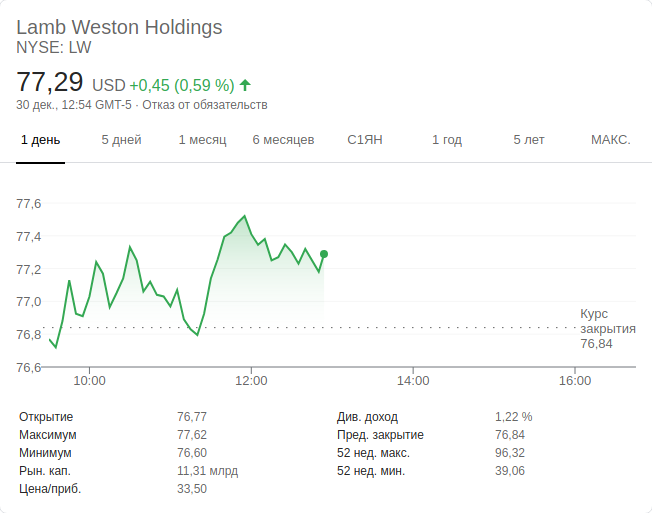 Lamb Weston Holdings
NYSE: LW
77,29 USD +0,45 (0,59 %)
30 дек., 12:54 GMT-5 · Отказ от обязательств
1 день 5 дней 1 месяц 6 месяцев С1ЯН 1 год 5 лет МАКС.
77,6
77,4
77,2
77,0
76,8
76,6
Курс
закрытия
76,84
10:00 12:00 14:00 16:00
Открытие 76,77
Максимум 77,62
Минимум 76,60
Рын. кап. 11,31 млрд
Цена/приб. 33,50
Див. доход 1,22 %
Пред. закрытие 76,84
52 нед. макс. 96,32
52 нед. мин. 39,06